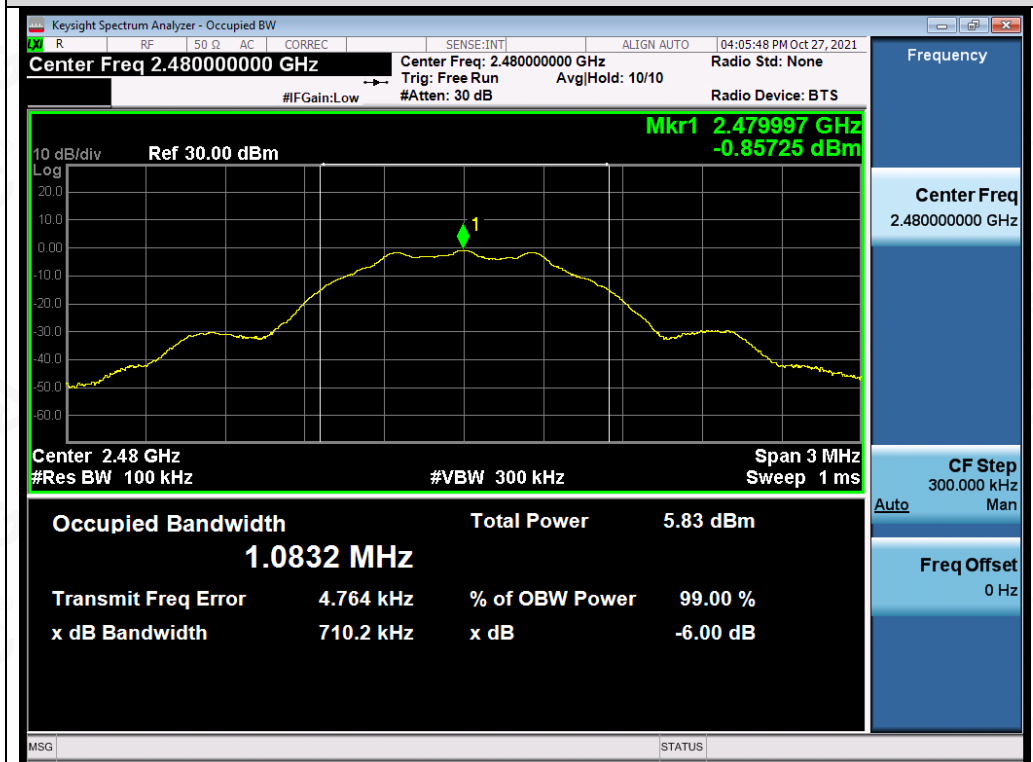 Keysight Spectrum Analyzer - Occupied BW
LXI R RF 50 Ω AC CORREC SENSE:INT ALIGN AUTO 04:05:48 PM Oct 27, 2021
Center Freq 2.480000000 GHz
Center Freq: 2.480000000 GHz
Radio Std: None
Trig: Free Run Avg|Hold: 10/10
#IFGain:Low #Atten: 30 dB Radio Device: BTS
Mkr1 2.479997 GHz
-0.85725 dBm
10 dB/div Ref 30.00 dBm
Log
20.0
10.0
0.00
-10.0
-20.0
-30.0
-40.0
-50.0
-60.0
1
Center 2.48 GHz Span 3 MHz
#Res BW 100 kHz #VBW 300 kHz Sweep 1 ms
Occupied Bandwidth Total Power 5.83 dBm
1.0832 MHz
Transmit Freq Error 4.764 kHz % of OBW Power 99.00 %
x dB Bandwidth 710.2 kHz x dB -6.00 dB
Frequency
Center Freq
2.480000000 GHz
CF Step
300.000 kHz
Auto Man
Freq Offset
0 Hz
MSG STATUS